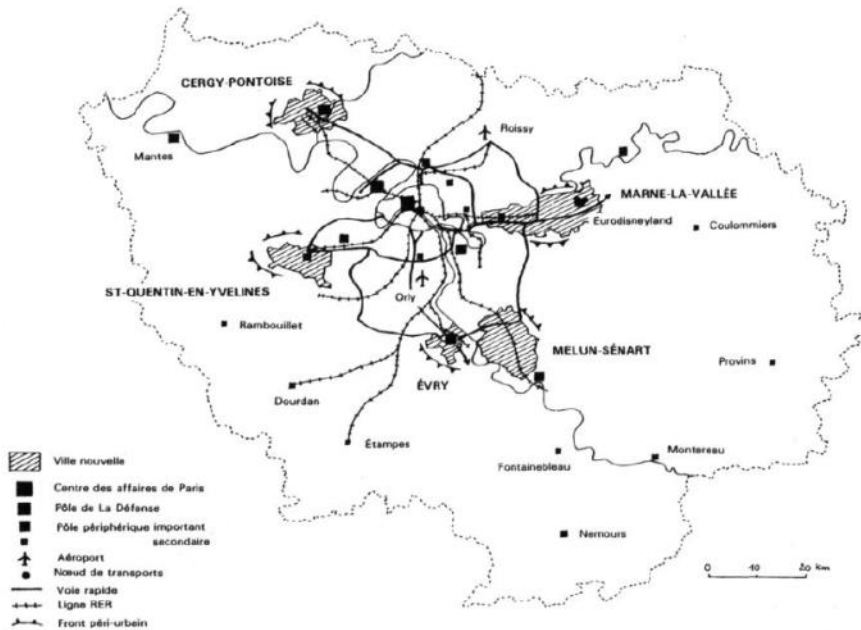 CERGY-PONTOISE
Roissy
Mantes
MARNE-LA-VALLÉE
Eurodisneyland
Coulommiers
ST-QUENTIN-EN-YVELINES
Orly
Rambouillet
MELUN-SÉNART
Provins
ÉVRY
Dourdan
Étampes
Montereau
Fontainebleau
Nemours
Ville nouvelle
Centre des affaires de Paris
Pôle de La Défense
Pôle périphérique important
secondaire
Aéroport
Nœud de transports
Voie rapide
Ligne RER
Front péri-urbain
0 10 20 km